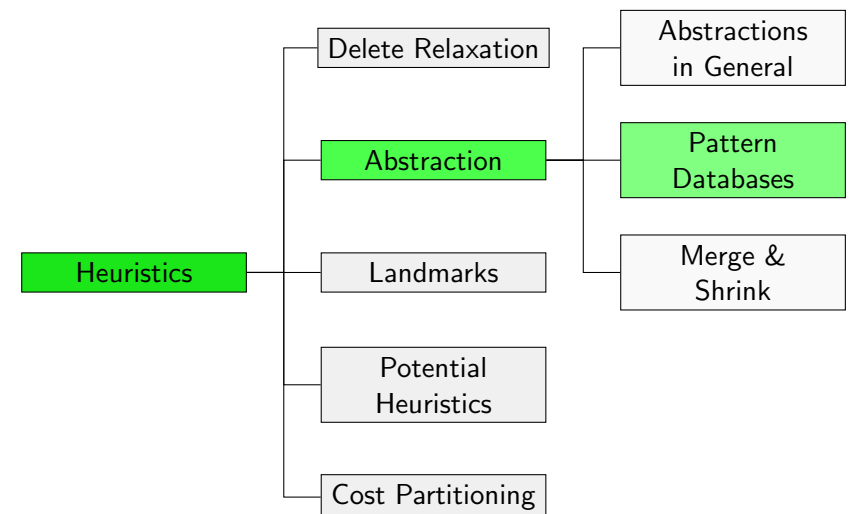 Heuristics
Delete Relaxation
Abstraction
Landmarks
Potential
Heuristics
Cost Partitioning
Abstractions
in General
Pattern
Databases
Merge &
Shrink